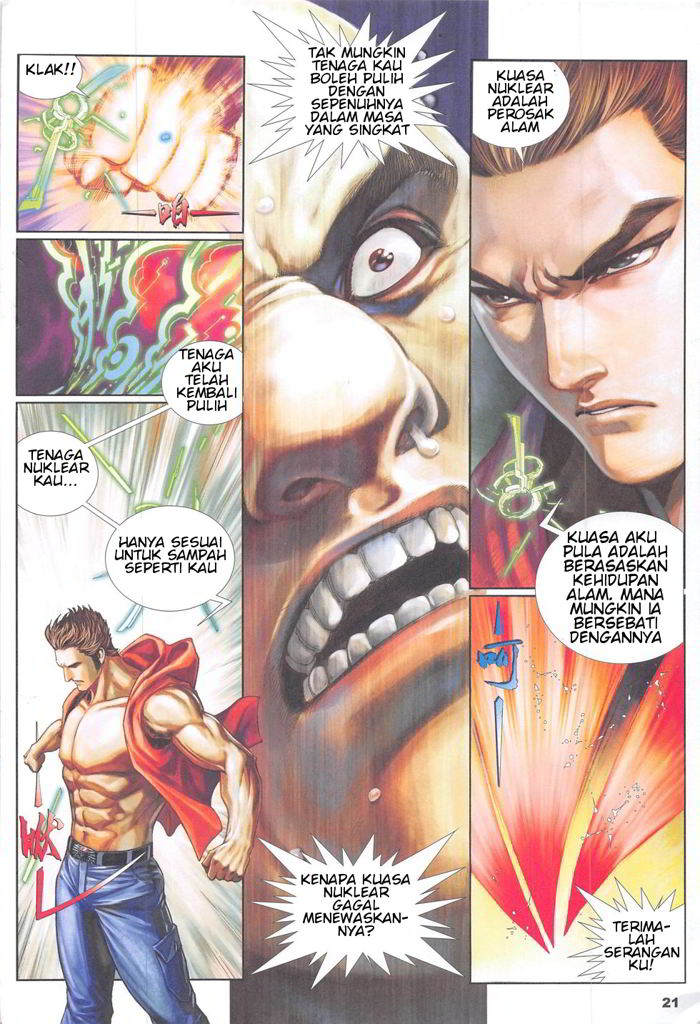 KLAK!!
咱
TENAGA
AKU
TELAH
KEMBALI
PULIH
TENAGA
NUKLEAR
KAU...
HANYA SESUAI
UNTUK SAMPAH
SEPERTI KAU
TAK MUNGKIN
TENAGA KAU
BOLEH PULIH
DENGAN
SEPENUHNYA
DALAM MASA
YANG SINGKAT
KENAPA KUASA
NUKLEAR
GAGAL
MENEWASKAN-
NYA?
KUASA
NUKLEAR
ADALAH
PEROSAK
ALAM
KUASA AKU
PULA ADALAH
BERASASKAN
KEHIDUPAN
ALAM. MANA
MUNGKIN IA
BERSEBATI
DENGANNYA
TERIMA-
LAH
SERANGAN
KU!
21